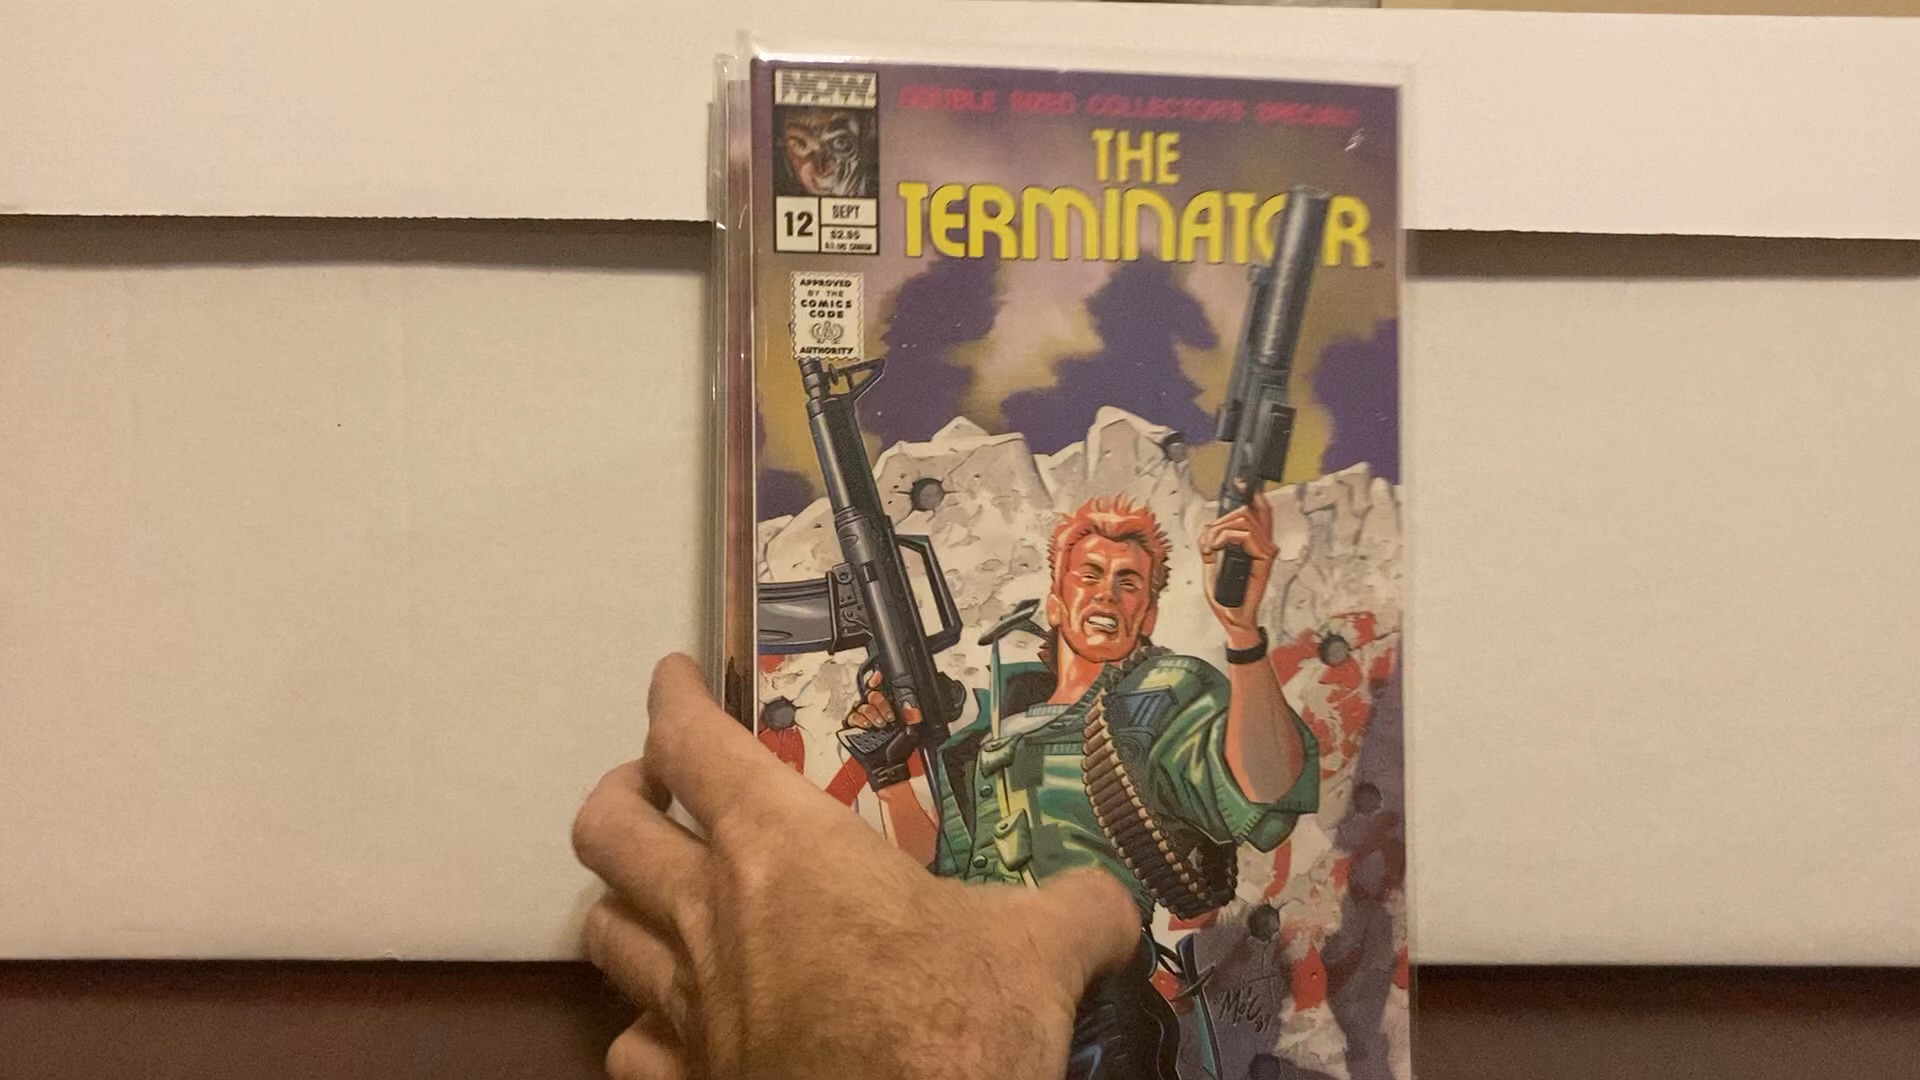 NOW
DOUBLE SIZED COLLECTOR'S SPECIAL!
THE
TERMINATOR
12
SEPT
$2.95
APPROVED
BY THE
COMICS
CODE
AUTHORITY